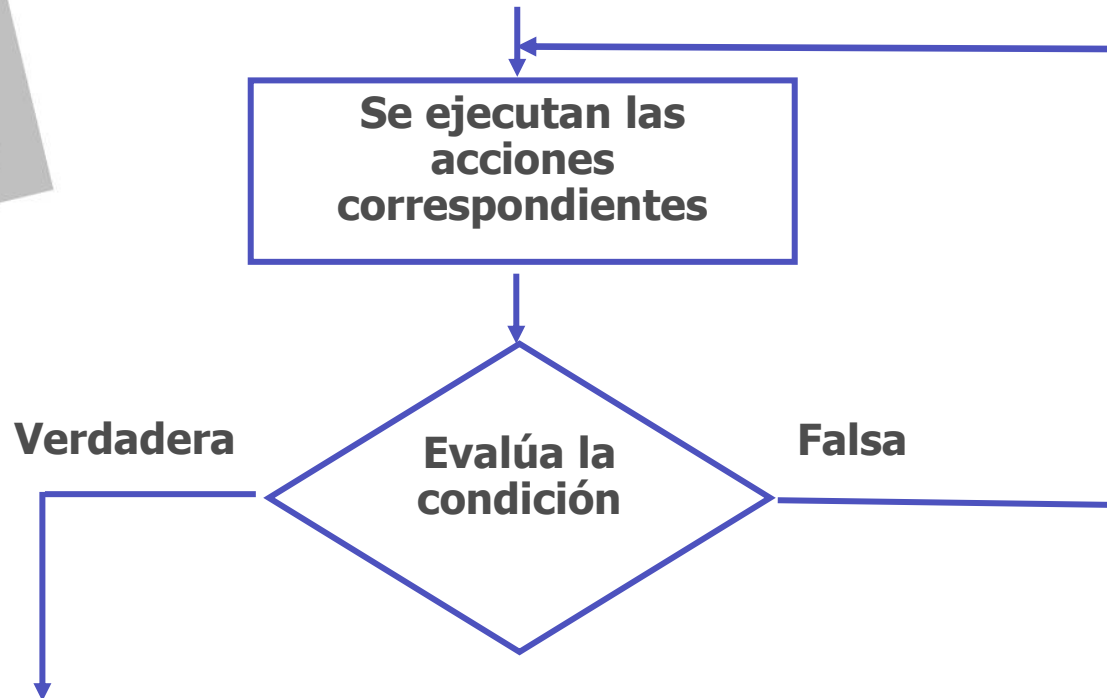 Se ejecutan las
acciones
correspondientes
Verdadera
Evalúa la
condición
Falsa